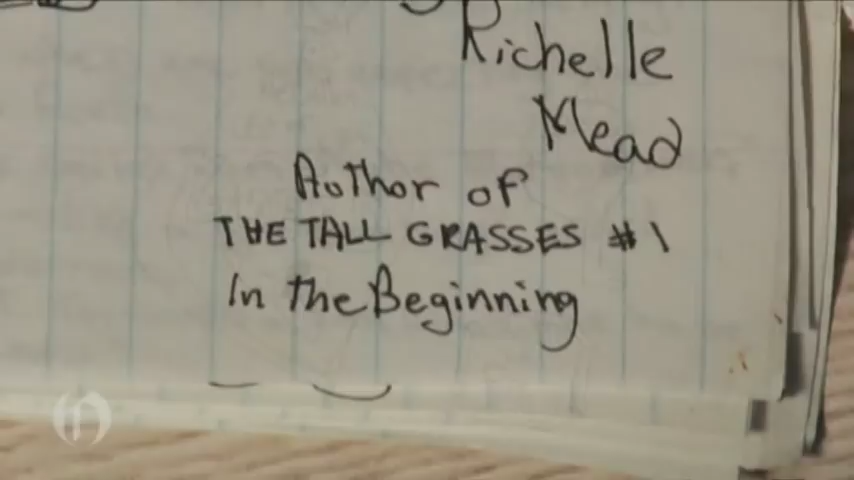 Richelle
Mead
Author of
THE TALL GRASSES #1
In the Beginning